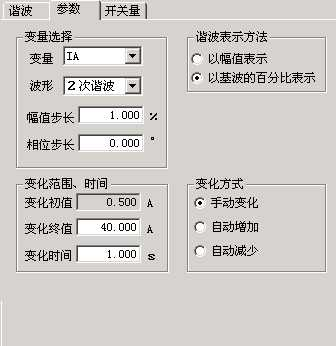 谐波 参数 开关量
变量选择
变量 IA
波形 2次谐波
幅值步长 1.000 %
相位步长 0.000 °
谐波表示方法
以幅值表示
以基波的百分比表示
变化范围、时间
变化初值 0.500 A
变化终值 40.000 A
变化时间 1.000 s
变化方式
手动变化
自动增加
自动减少